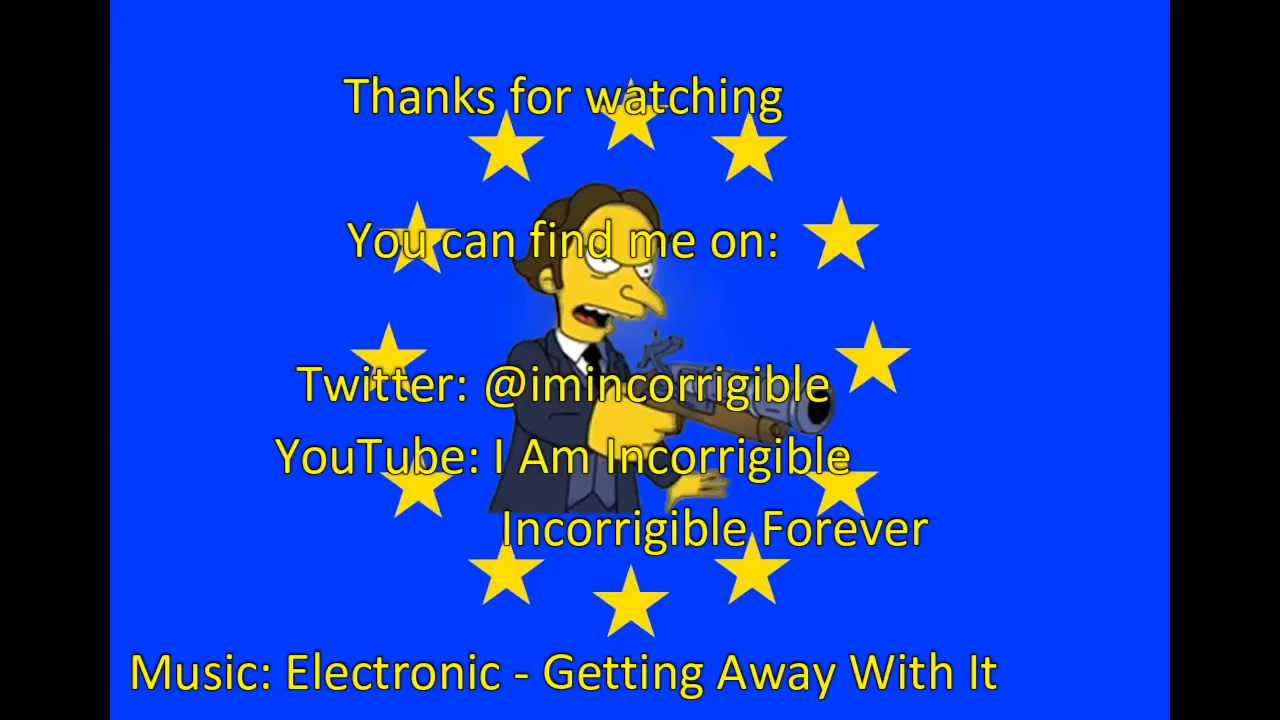 Thanks for watching
You can find me on:
Twitter: @imincorrigible
YouTube: I Am Incorrigible
Incorrigible Forever
Music: Electronic - Getting Away With It